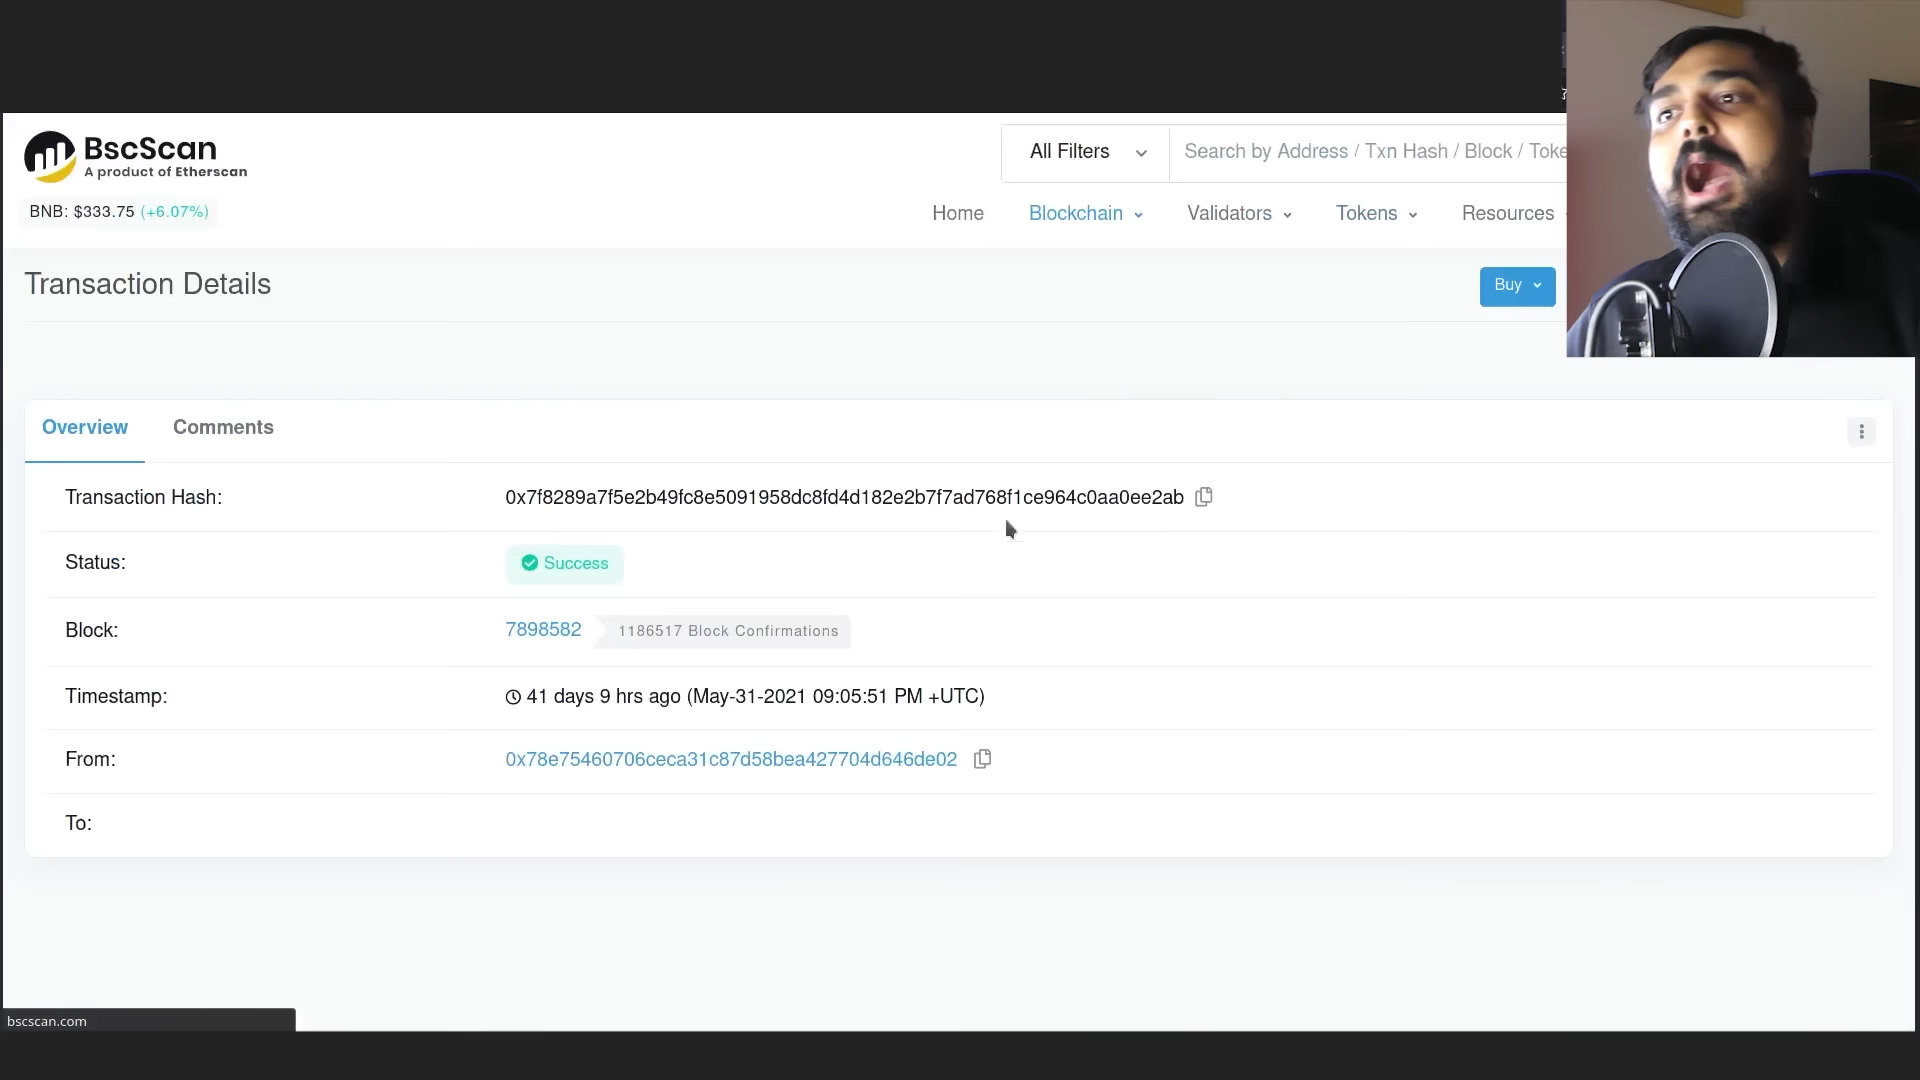 BscScan
A product of Etherscan
BNB: $333.75 (+6.07%)
All Filters
Search by Address / Txn Hash / Block / Toke
Home
Blockchain
Validators
Tokens
Resources
Transaction Details
Buy
Overview
Comments
Transaction Hash:
0x7f8289a7f5e2b49fc8e5091958dc8fd4d182e2b7f7ad768f1ce964c0aa0ee2ab
Status:
Success
Block:
7898582
1186517 Block Confirmations
Timestamp:
41 days 9 hrs ago (May-31-2021 09:05:51 PM +UTC)
From:
0x78e75460706ceca31c87d58bea427704d646de02
To:
bscscan.com